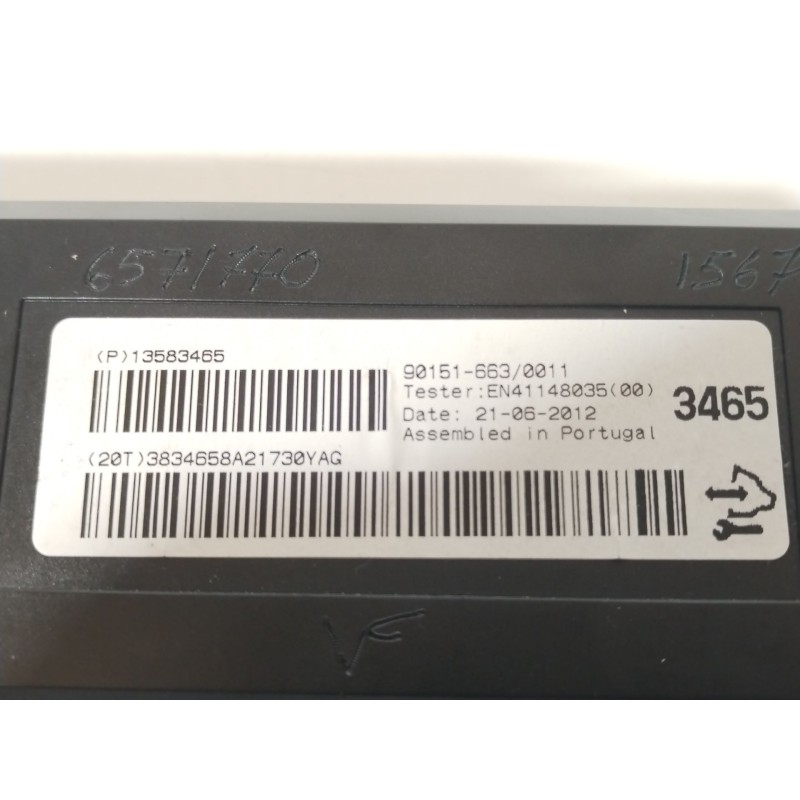 6571770 1567
(P)13583465
90151-663/0011
Tester:EN41148035(00)
Date: 21-06-2012
Assembled in Portugal
3465
(20T)3834658A21730YAG
VF